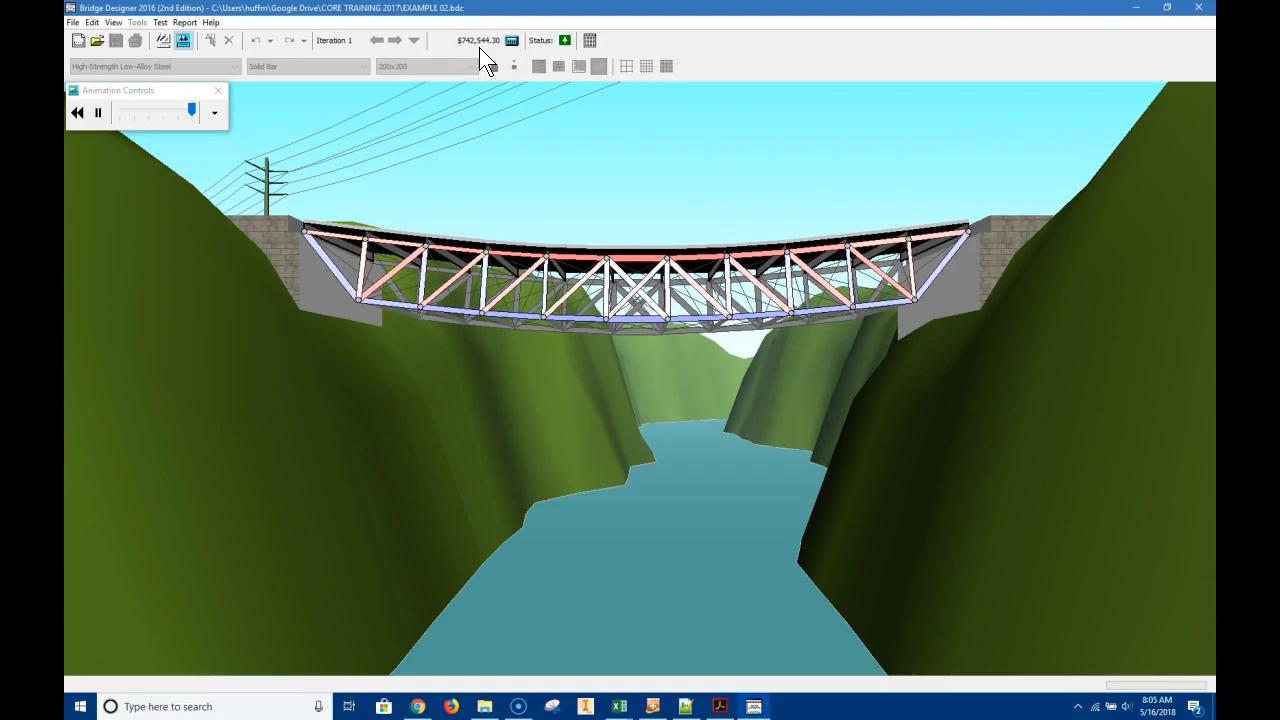 Bridge Designer 2016 (2nd Edition) - C:\Users\huffm\Google Drive\CORE TRAINING 2017\EXAMPLE 02.bdc
File Edit View Tools Test Report Help
Iteration 1 $742,544.30 Status:
High-Strength Low-Alloy Steel Solid Bar 200x200
Animation Controls
Type here to search
8:05 AM
5/16/2018
2